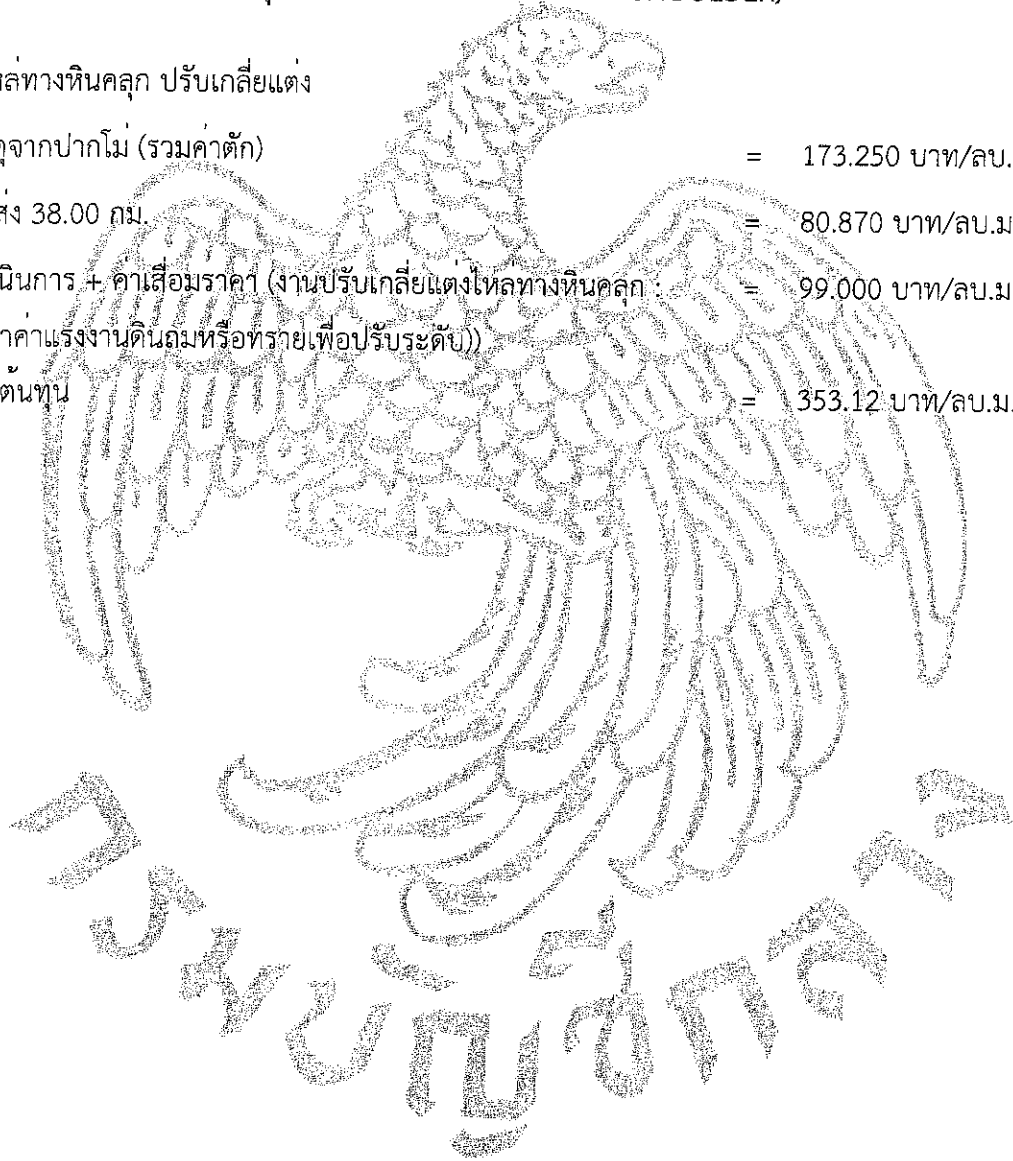 หล่ทางหินคลุก ปรับเกลี่ยแต่ง
จากปากโม่ (รวมค่าตัก) = 173.250 บาท/ลบ.
ส่ง 38.00 กม. = 80.870 บาท/ลบ.ม
นินการ + ค่าเสื่อมราคา (งานปรับเกลี่ยแต่งไหล่ทางหินคลุก : = 99.000 บาท/ลบ.ม
าค่าแรงงานดินถมหรือทรายเพื่อปรับระดับ))
ต้นทุน = 353.12 บาท/ลบ.ม.
กรมบัญชีกลาง